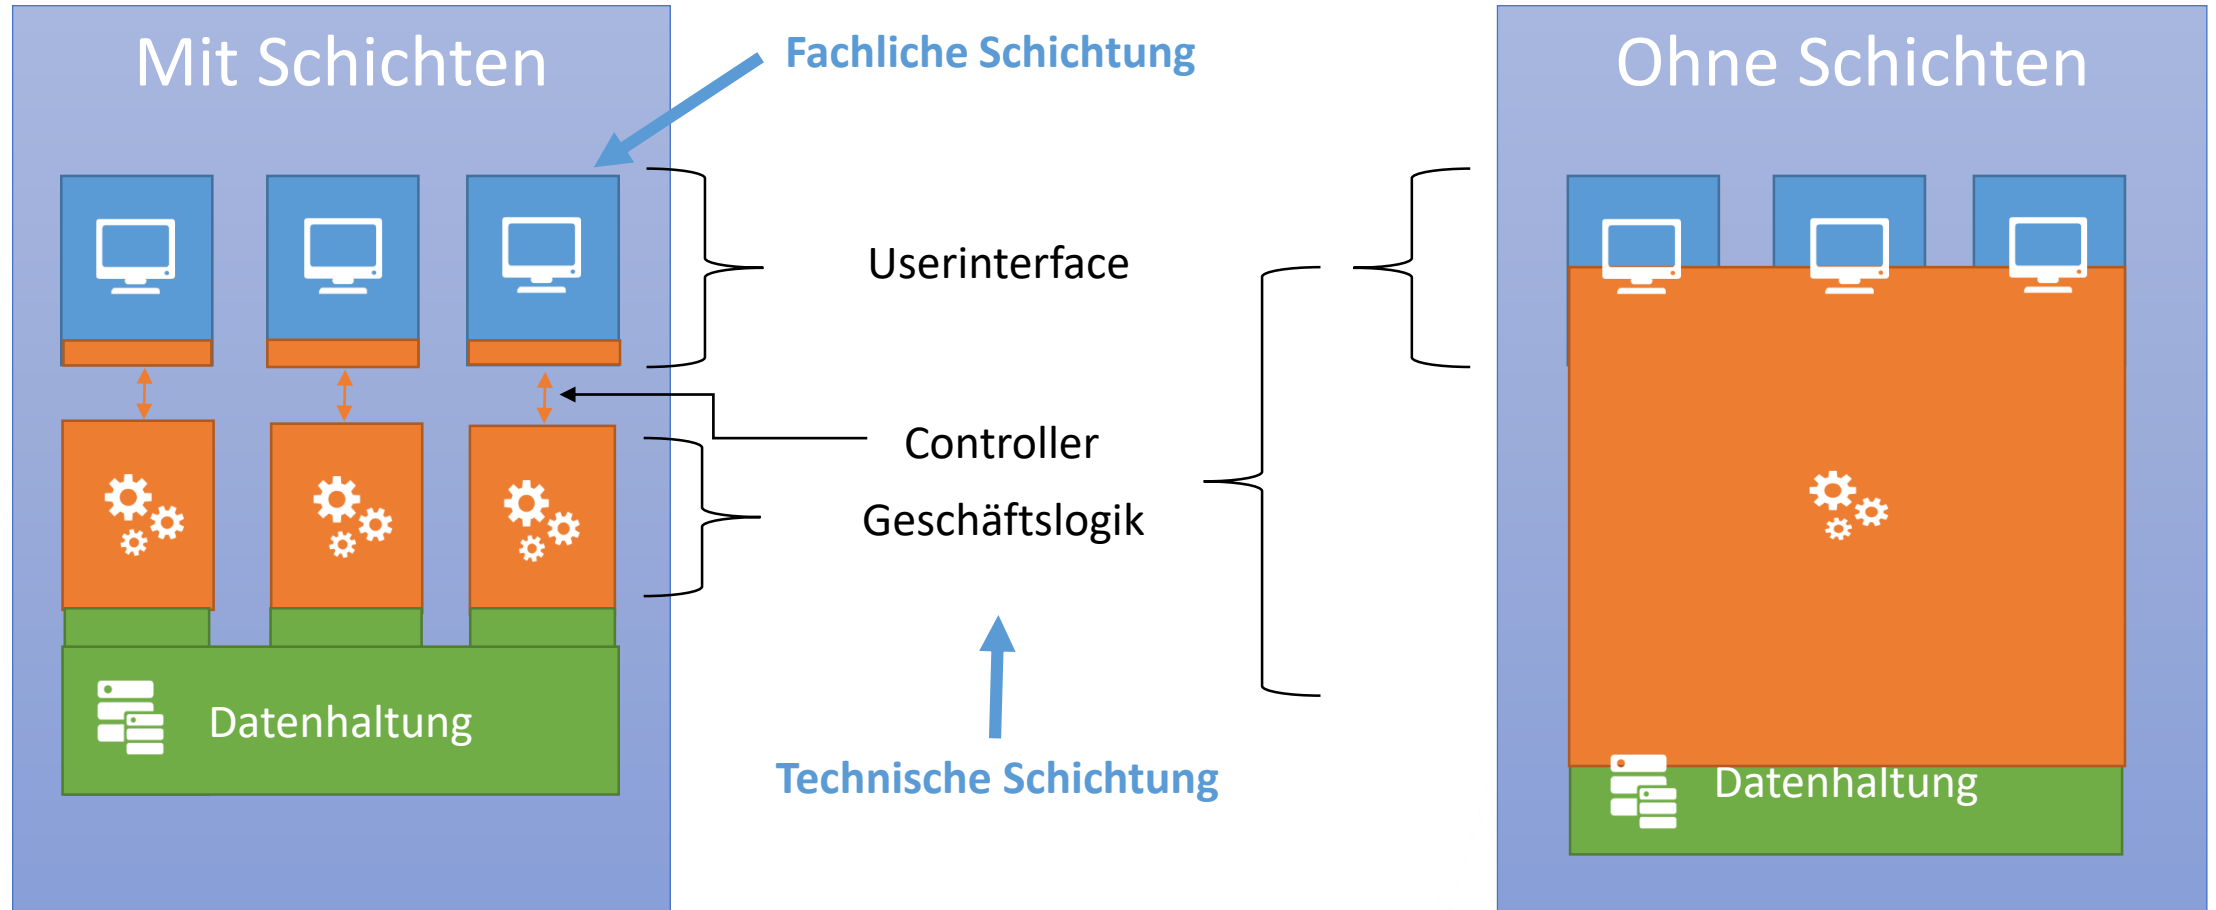 Mit Schichten
Fachliche Schichtung
Ohne Schichten
Userinterface
Controller
Geschäftslogik
Datenhaltung
Technische Schichtung
Datenhaltung